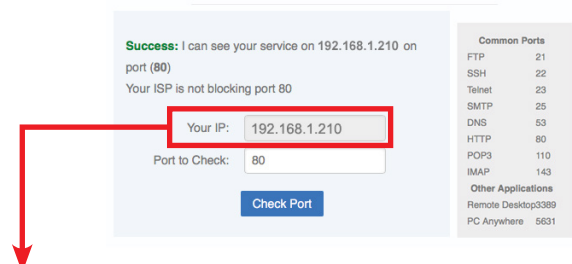 Success: I can see your service on 192.168.1.210 on
port (80)
Your ISP is not blocking port 80
Your IP: 192.168.1.210
Port to Check: 80
Check Port
Common Ports
FTP 21
SSH 22
Telnet 23
SMTP 25
DNS 53
HTTP 80
POP3 110
IMAP 143
Other Applications
Remote Desktop3389
PC Anywhere 5631